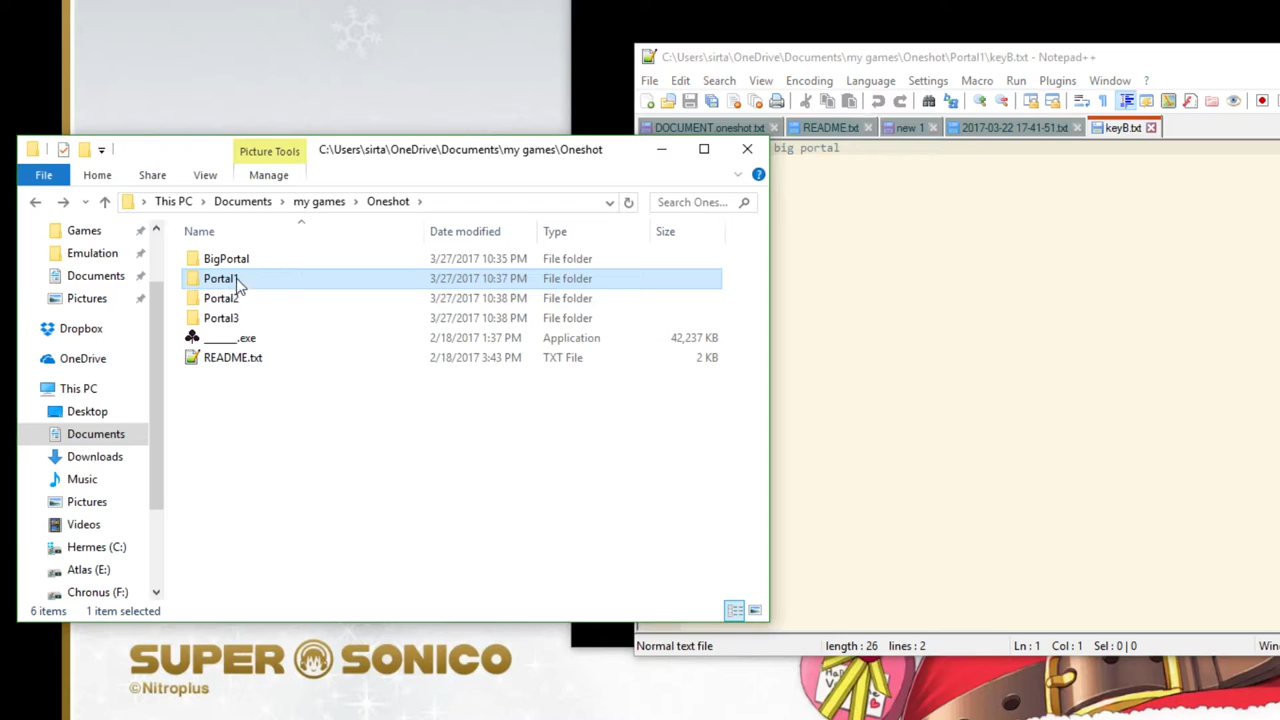 C:\Users\sirta\OneDrive\Documents\my games\Oneshot\Portal1\keyB.txt - Notepad++
File Edit Search View Encoding Language Settings Macro Run Plugins Window ?
DOCUMENT.oneshot.txt README.txt new 1 2017-03-22 17-41-51.txt keyB.txt
big portal
Picture Tools C:\Users\sirta\OneDrive\Documents\my games\Oneshot
File Home Share View Manage
This PC Documents my games Oneshot Search Ones...
Name Date modified Type Size
Games
Emulation
Documents
Pictures
Dropbox
OneDrive
This PC
Desktop
Documents
Downloads
Music
Pictures
Videos
Hermes (C:)
Atlas (E:)
Chronus (F:)
BigPortal 3/27/2017 10:35 PM File folder
Portal1 3/27/2017 10:37 PM File folder
Portal2 3/27/2017 10:38 PM File folder
Portal3 3/27/2017 10:38 PM File folder
______.exe 2/18/2017 1:37 PM Application 42,237 KB
README.txt 2/18/2017 3:43 PM TXT File 2 KB
6 items 1 item selected
Normal text file length : 26 lines : 2 Ln : 1 Col : 1 Sel : 0 | 0
SUPER SONICO
©Nitroplus